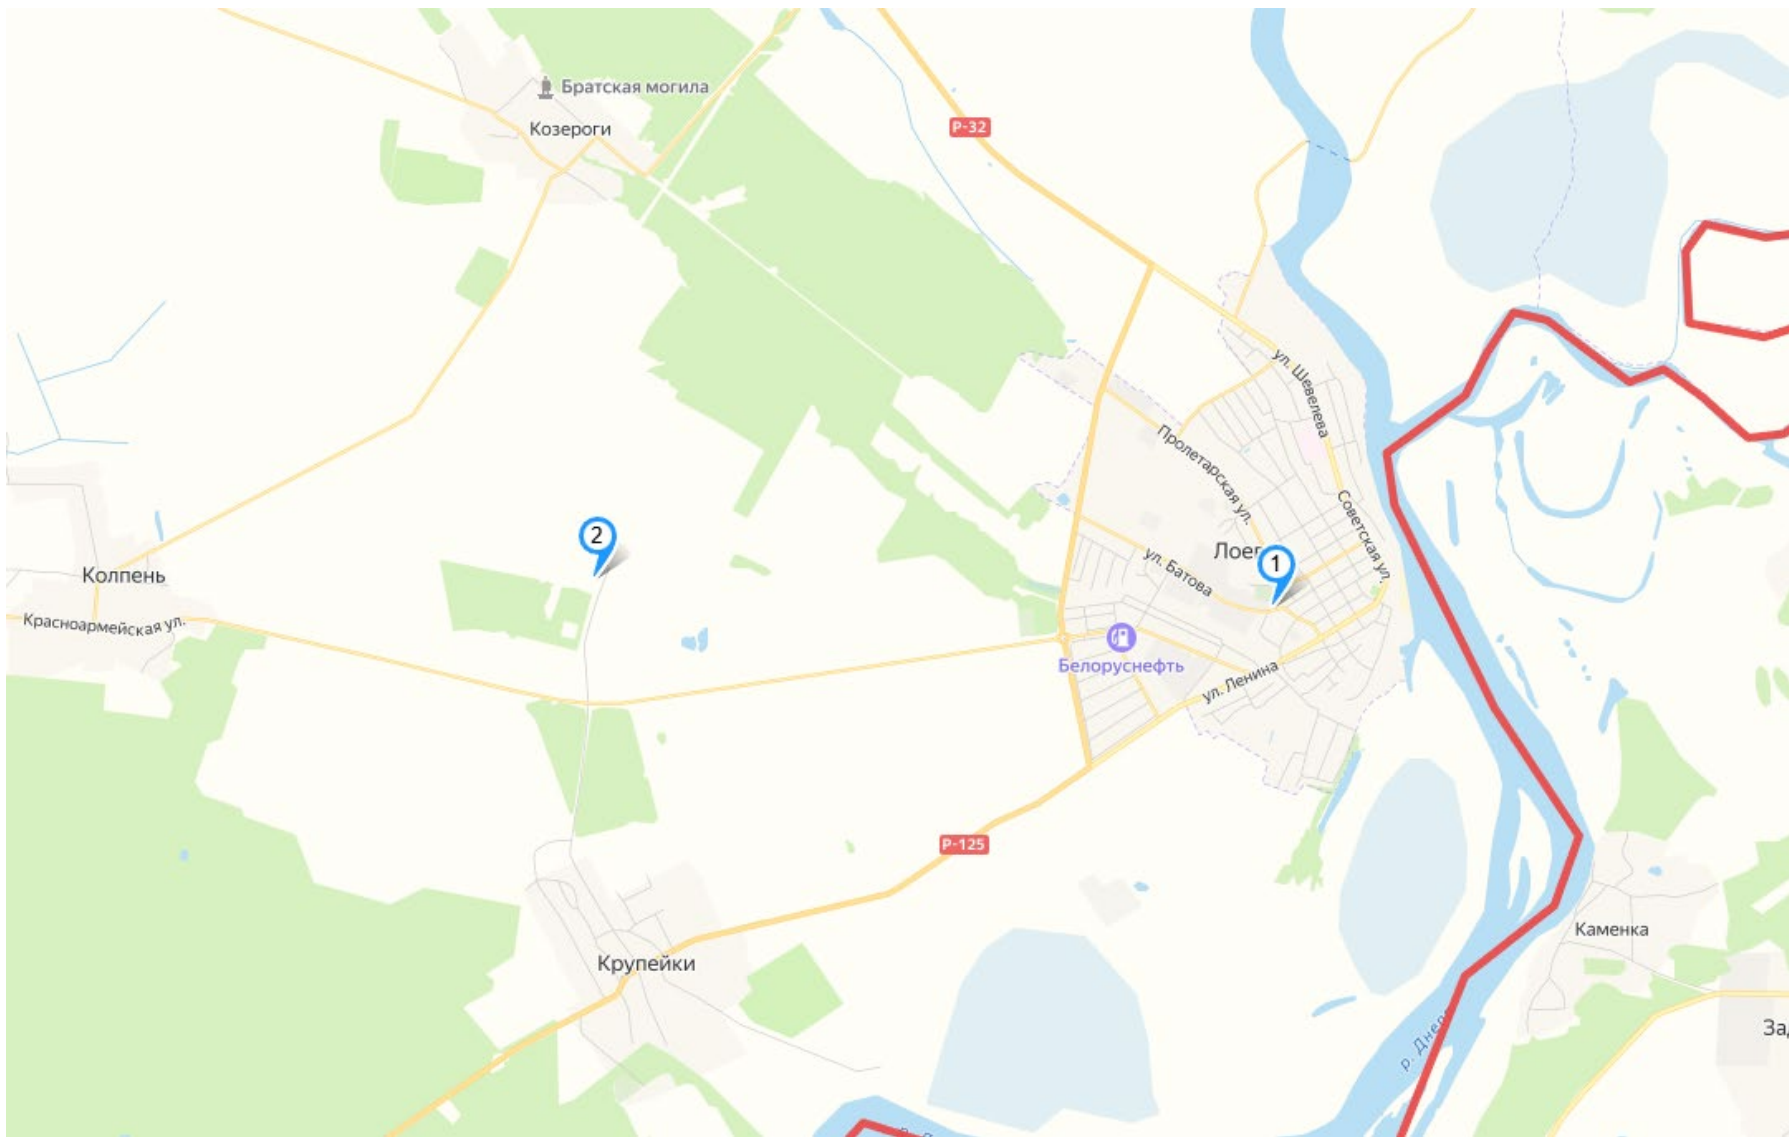 Братская могила
Козероги
Р-32
ул. Шевелева
Пролетарская ул.
Советская ул.
2
Лоев
1
ул. Батова
Колпень
Красноармейская ул.
Белоруснефть
ул. Ленина
Р-125
Каменка
Крупейки
р. Днепр